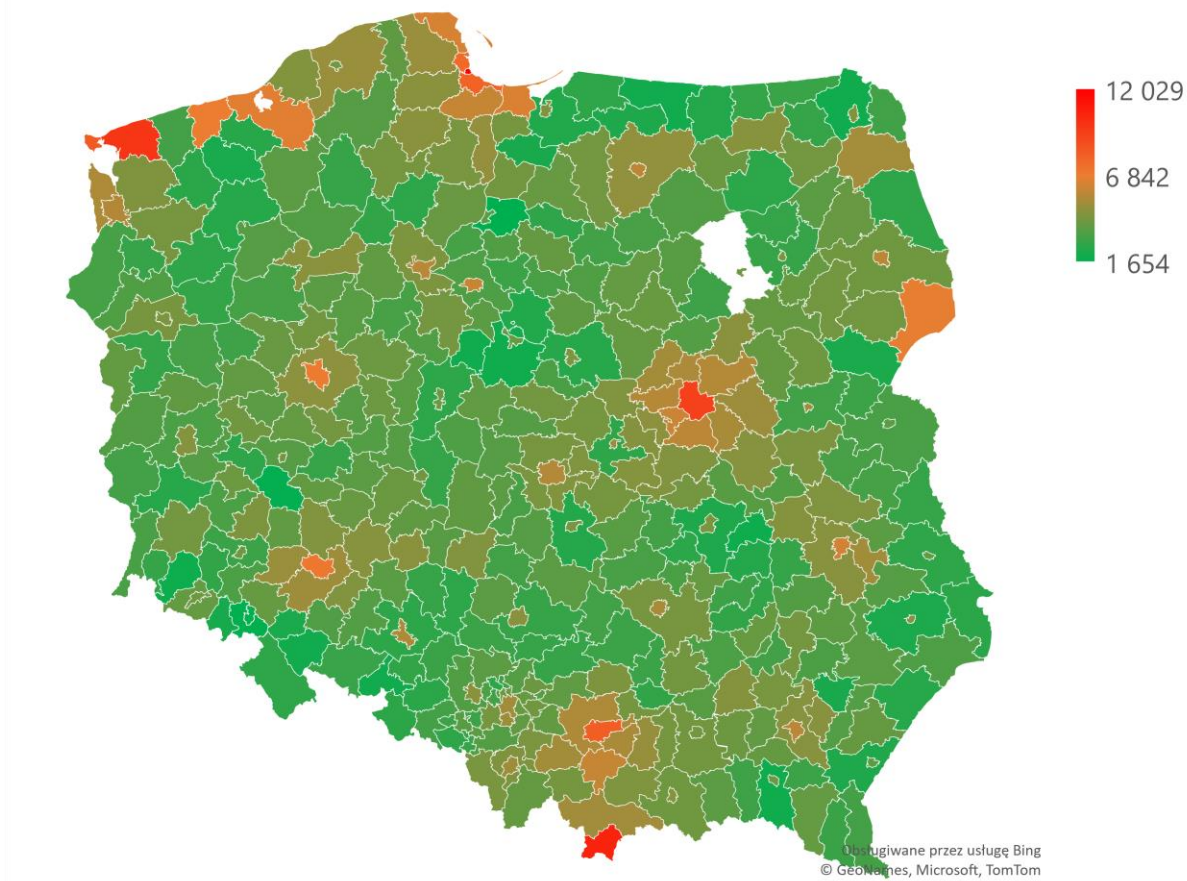 12 029
6 842
1 654
Obsługiwane przez usługę Bing
© GeoNames, Microsoft, TomTom